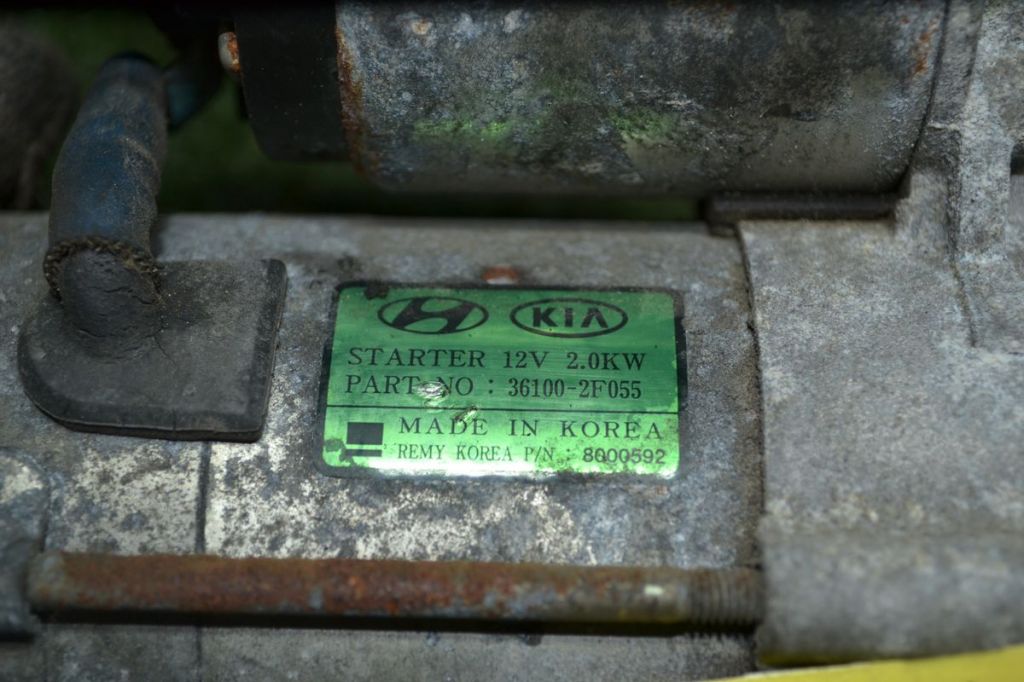 KIA
STARTER 12V 2.0KW
PART NO : 36100-2F055
MADE IN KOREA
REMY KOREA P/N : 8000592